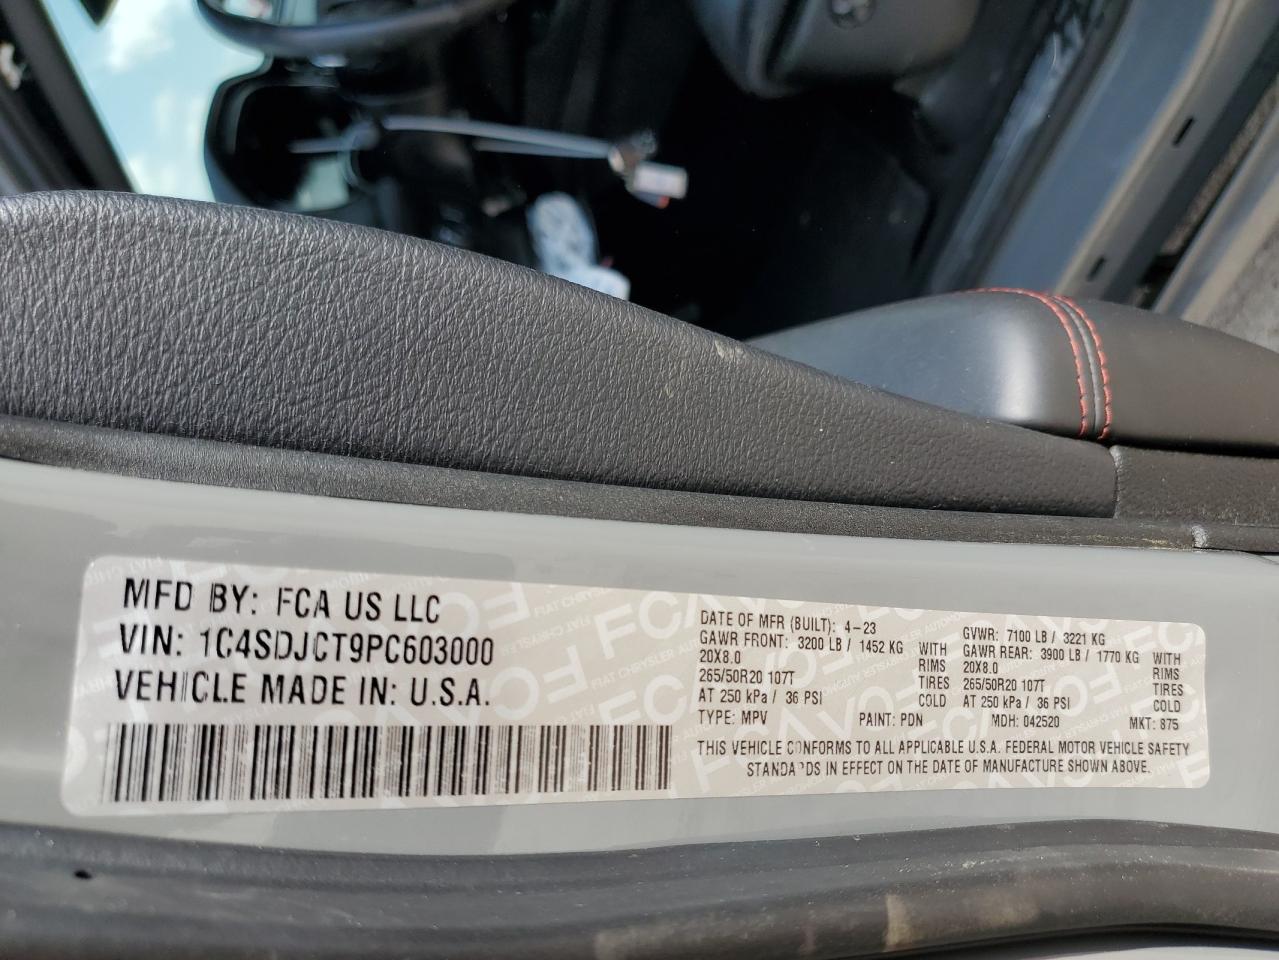 MFD BY: FCA US LLC
VIN: 1C4SDJCT9PC603000
VEHICLE MADE IN: U.S.A.
DATE OF MFR (BUILT): 4-23
GAWR FRONT: 3200 LB / 1452 KG WITH
20X8.0 RIMS
265/50R20 107T TIRES
AT 250 kPa / 36 PSI COLD
TYPE: MPV PAINT: PDN
GVWR: 7100 LB / 3221 KG
GAWR REAR: 3900 LB / 1770 KG WITH
20X8.0 RIMS
265/50R20 107T TIRES
AT 250 kPa / 36 PSI COLD
MDH: 042520 MKT: 875
THIS VEHICLE CONFORMS TO ALL APPLICABLE U.S.A. FEDERAL MOTOR VEHICLE SAFETY
STANDARDS IN EFFECT ON THE DATE OF MANUFACTURE SHOWN ABOVE.